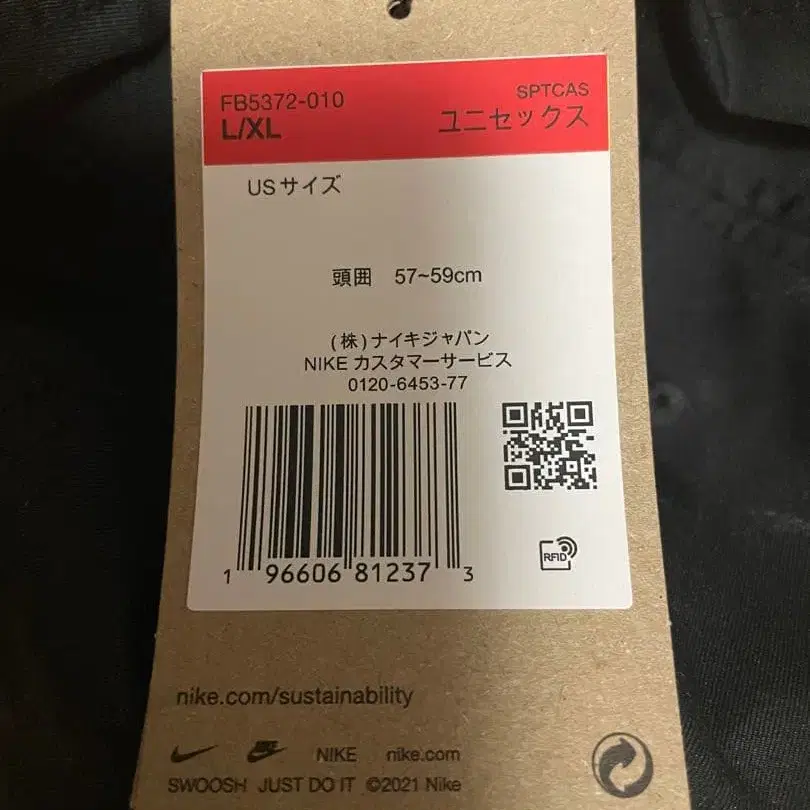 FB5372-010
SPTCAS
L/XL
ユニセックス
USサイズ
頭囲 57~59cm
(株)ナイキジャパン
NIKE カスタマーサービス
0120-6453-77
1 96606 81237 3
RFID
nike.com/sustainability
NIKE nike.com
SWOOSH JUST DO IT ©2021 Nike